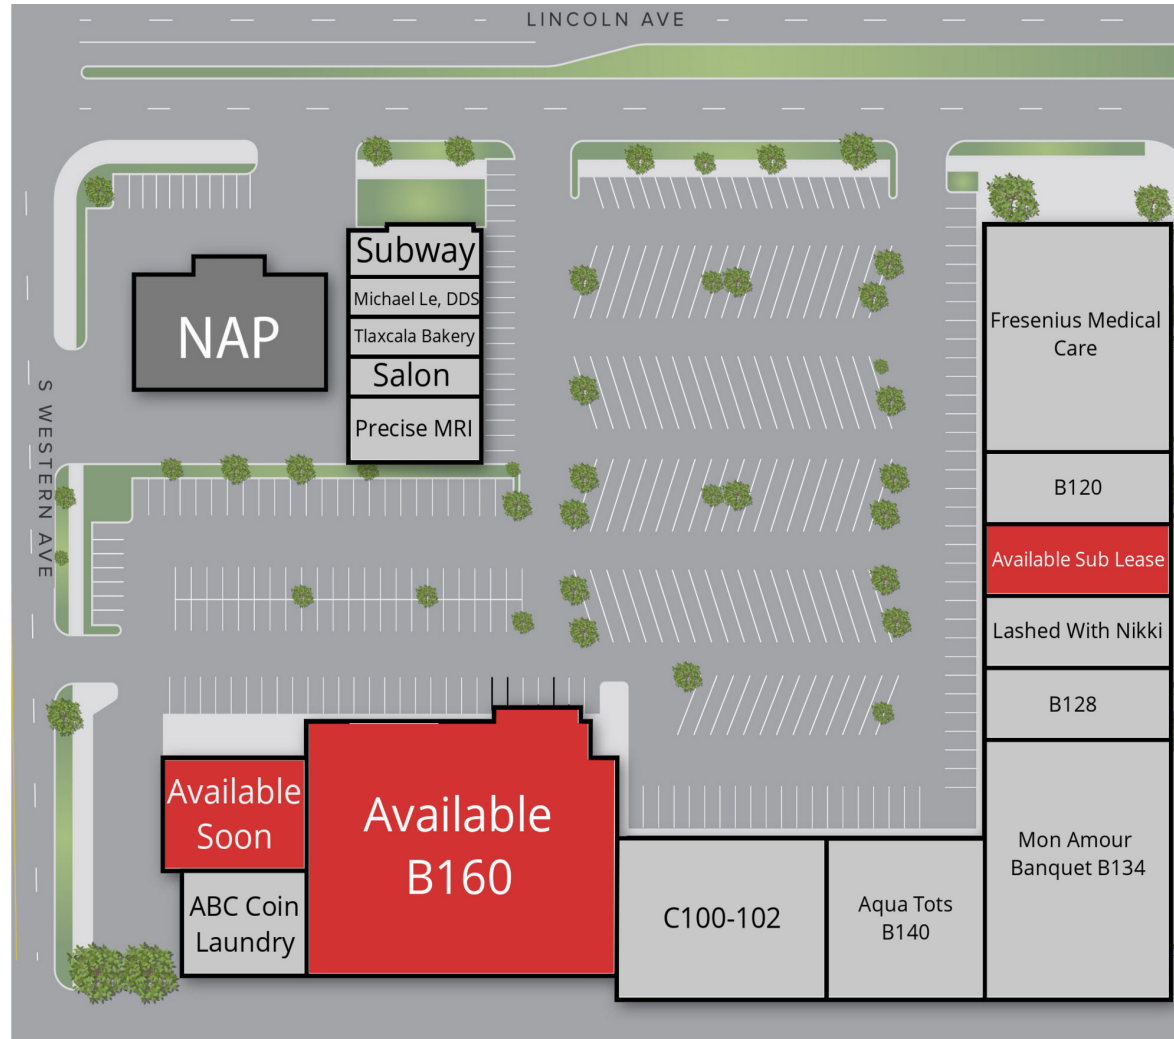 LINCOLN AVE
S WESTERN AVE
NAP
Subway
Michael Le, DDS
Tlaxcala Bakery
Salon
Precise MRI
Fresenius Medical
Care
B120
Available Sub Lease
Lashed With Nikki
B128
Mon Amour
Banquet B134
Available
Soon
ABC Coin
Laundry
Available
B160
C100-102
Aqua Tots
B140